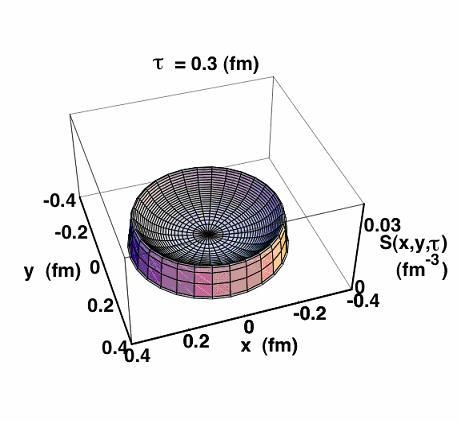 τ = 0.3 (fm)
-0.4
-0.2
0
0.2
0.4
y (fm)
0.4
0.2
0
-0.2
-0.4
x (fm)
0.03
0
S(x,y,τ)
(fm⁻³)